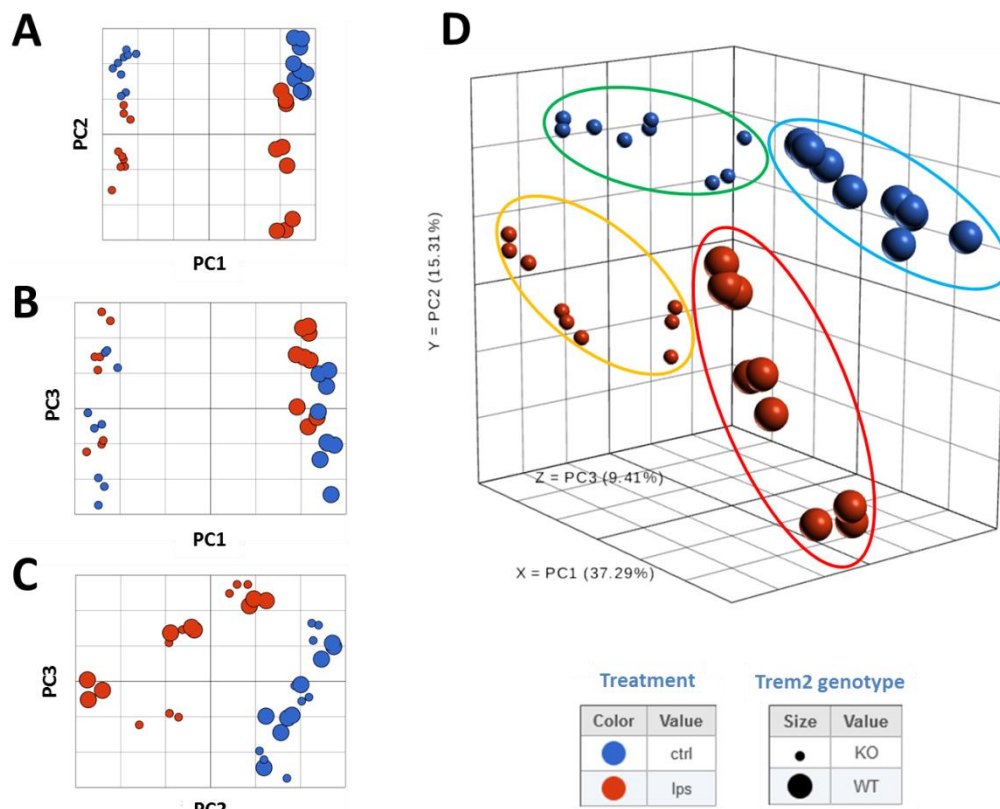 A
PC2
PC1
B
PC3
PC1
C
PC3
D
Y = PC2 (15.31%)
Z = PC3 (9.41%)
X = PC1 (37.29%)
Treatment
Color Value
ctrl
lps
Trem2 genotype
Size Value
KO
WT